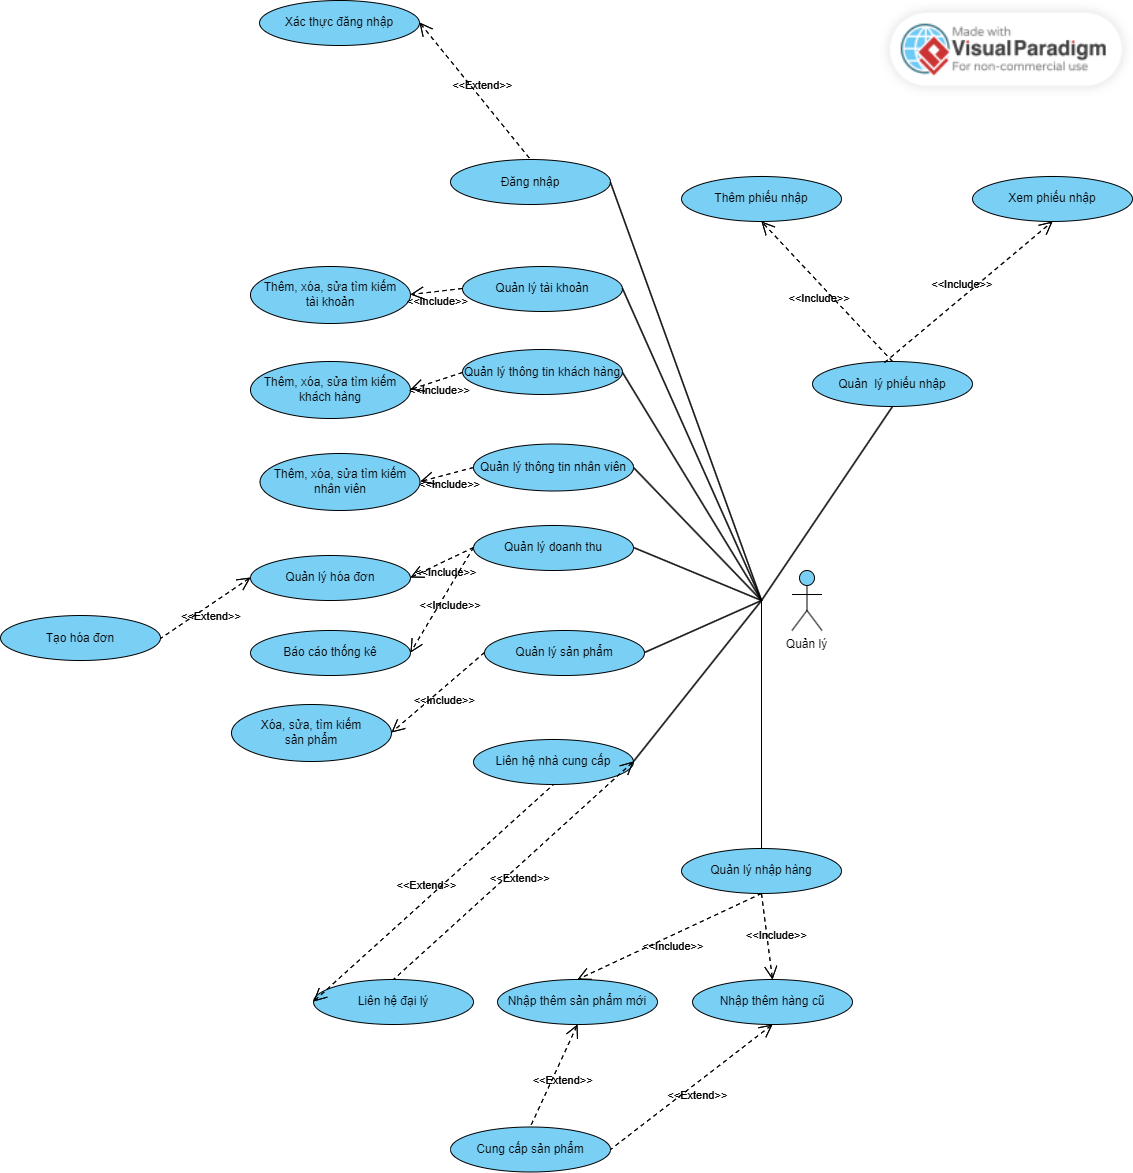 Xác thực đăng nhập
Made with
Visual Paradigm
For non-commercial use
<<Extend>>
Đăng nhập
Thêm phiếu nhập
Xem phiếu nhập
Thêm, xóa, sửa tìm kiếm
tài khoản
<<Include>>
Quản lý tài khoản
<<Include>>
<<Include>>
Thêm, xóa, sửa tìm kiếm
khách hàng
<<Include>>
Quản lý thông tin khách hàng
Quản  lý phiếu nhập
Thêm, xóa, sửa tìm kiếm
nhân viên
<<Include>>
Quản lý thông tin nhân viên
Quản lý doanh thu
Quản lý hóa đơn
<<Include>>
<<Include>>
<<Extend>>
Tạo hóa đơn
Quản lý
Báo cáo thống kê
Quản lý sản phẩm
<<Include>>
Xóa, sửa, tìm kiếm
sản phẩm
Liên hệ nhà cung cấp
<<Extend>>
<<Extend>>
Quản lý nhập hàng
<<Include>>
<<Include>>
Liên hệ đại lý
Nhập thêm sản phẩm mới
Nhập thêm hàng cũ
<<Extend>>
<<Extend>>
Cung cấp sản phẩm